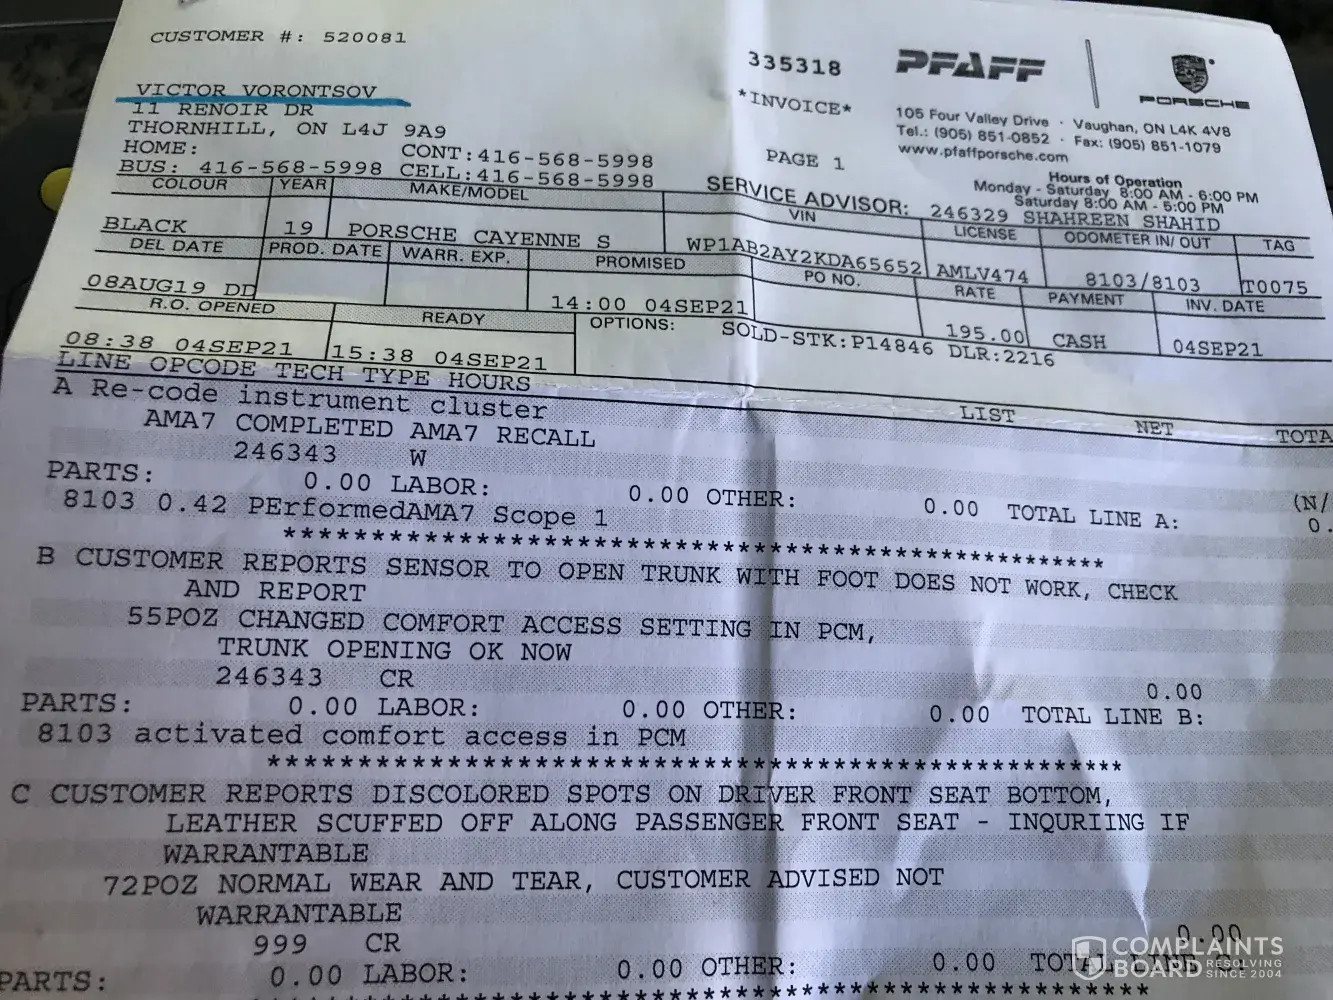 CUSTOMER #: 520081
335318
PFAFF
PORSCHE
*INVOICE*
VICTOR VORONTSOV
11 RENOIR DR
THORNHILL, ON L4J 9A9
HOME: CONT:416-568-5998
BUS: 416-568-5998 CELL:416-568-5998
105 Four Valley Drive · Vaughan, ON L4K 4V8
Tel.: (905) 851-0852 · Fax: (905) 851-1079
www.pfaffporsche.com
PAGE 1
Hours of Operation
Monday - Saturday 8:00 AM - 6:00 PM
Saturday 8:00 AM - 5:00 PM
SERVICE ADVISOR: 246329 SHAHREEN SHAHID
COLOUR YEAR MAKE/MODEL VIN LICENSE ODOMETER IN/ OUT TAG
BLACK 19 PORSCHE CAYENNE S WP1AB2AY2KDA65652 AMLV474 8103/8103 T0075
DEL DATE PROD. DATE WARR. EXP. PROMISED PO NO. RATE PAYMENT INV. DATE
08AUG19 DD 14:00 04SEP21 195.00 CASH 04SEP21
R.O. OPENED READY OPTIONS: SOLD-STK:P14846 DLR:2216
08:38 04SEP21 15:38 04SEP21
LINE OPCODE TECH TYPE HOURS LIST NET TOTA
A Re-code instrument cluster
AMA7 COMPLETED AMA7 RECALL
246343 W (N/
PARTS: 0.00 LABOR: 0.00 OTHER: 0.00 TOTAL LINE A: 0.
8103 0.42 PErformedAMA7 Scope 1
**********************************************
B CUSTOMER REPORTS SENSOR TO OPEN TRUNK WITH FOOT DOES NOT WORK, CHECK
AND REPORT
55POZ CHANGED COMFORT ACCESS SETTING IN PCM,
TRUNK OPENING OK NOW
246343 CR 0.00
PARTS: 0.00 LABOR: 0.00 OTHER: 0.00 TOTAL LINE B:
8103 activated comfort access in PCM
**********************************************
C CUSTOMER REPORTS DISCOLORED SPOTS ON DRIVER FRONT SEAT BOTTOM,
LEATHER SCUFFED OFF ALONG PASSENGER FRONT SEAT - INQURIING IF
WARRANTABLE
72POZ NORMAL WEAR AND TEAR, CUSTOMER ADVISED NOT
WARRANTABLE
999 CR 0.00
PARTS: 0.00 LABOR: 0.00 OTHER: 0.00
**********************************************
COMPLAINTS
BOARD RESOLVING
SINCE 2004